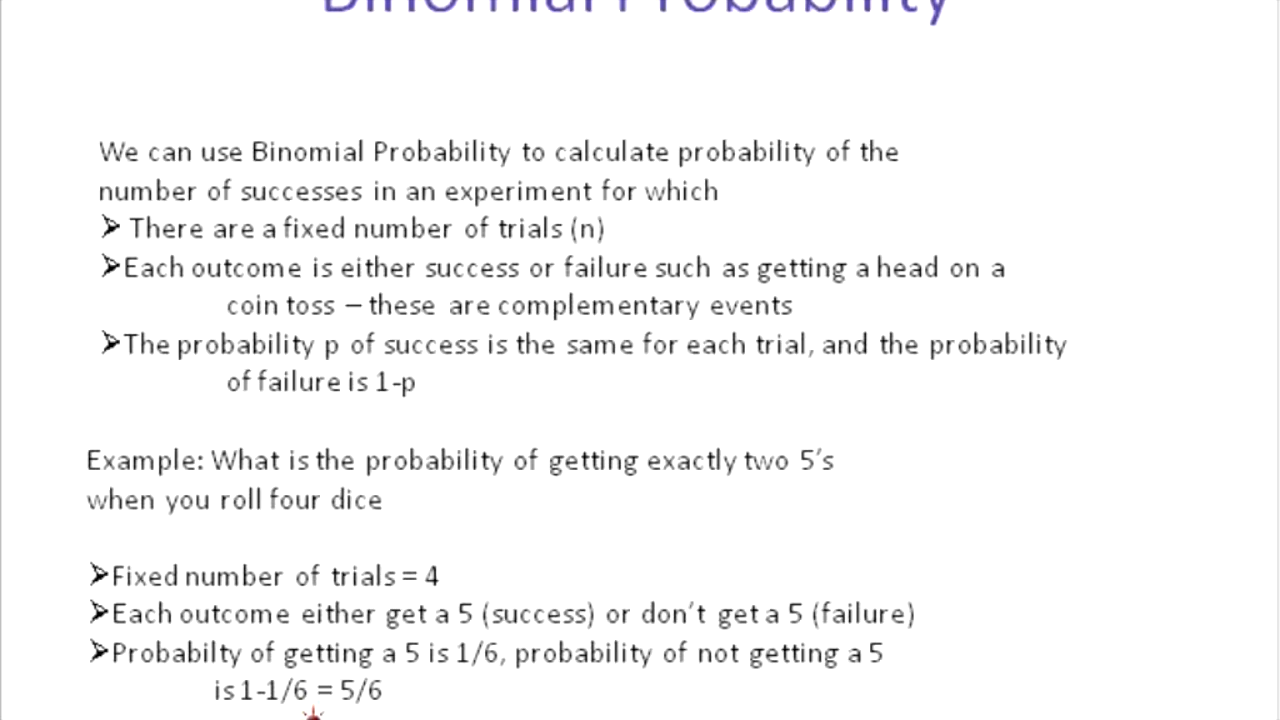 Binomial Probability
We can use Binomial Probability to calculate probability of the
number of successes in an experiment for which
➢ There are a fixed number of trials (n)
➢Each outcome is either success or failure such as getting a head on a
coin toss – these are complementary events
➢The probability p of success is the same for each trial, and the probability
of failure is 1-p
Example: What is the probability of getting exactly two 5’s
when you roll four dice
➢Fixed number of trials = 4
➢Each outcome either get a 5 (success) or don’t get a 5 (failure)
➢Probabilty of getting a 5 is 1/6, probability of not getting a 5
is 1-1/6 = 5/6